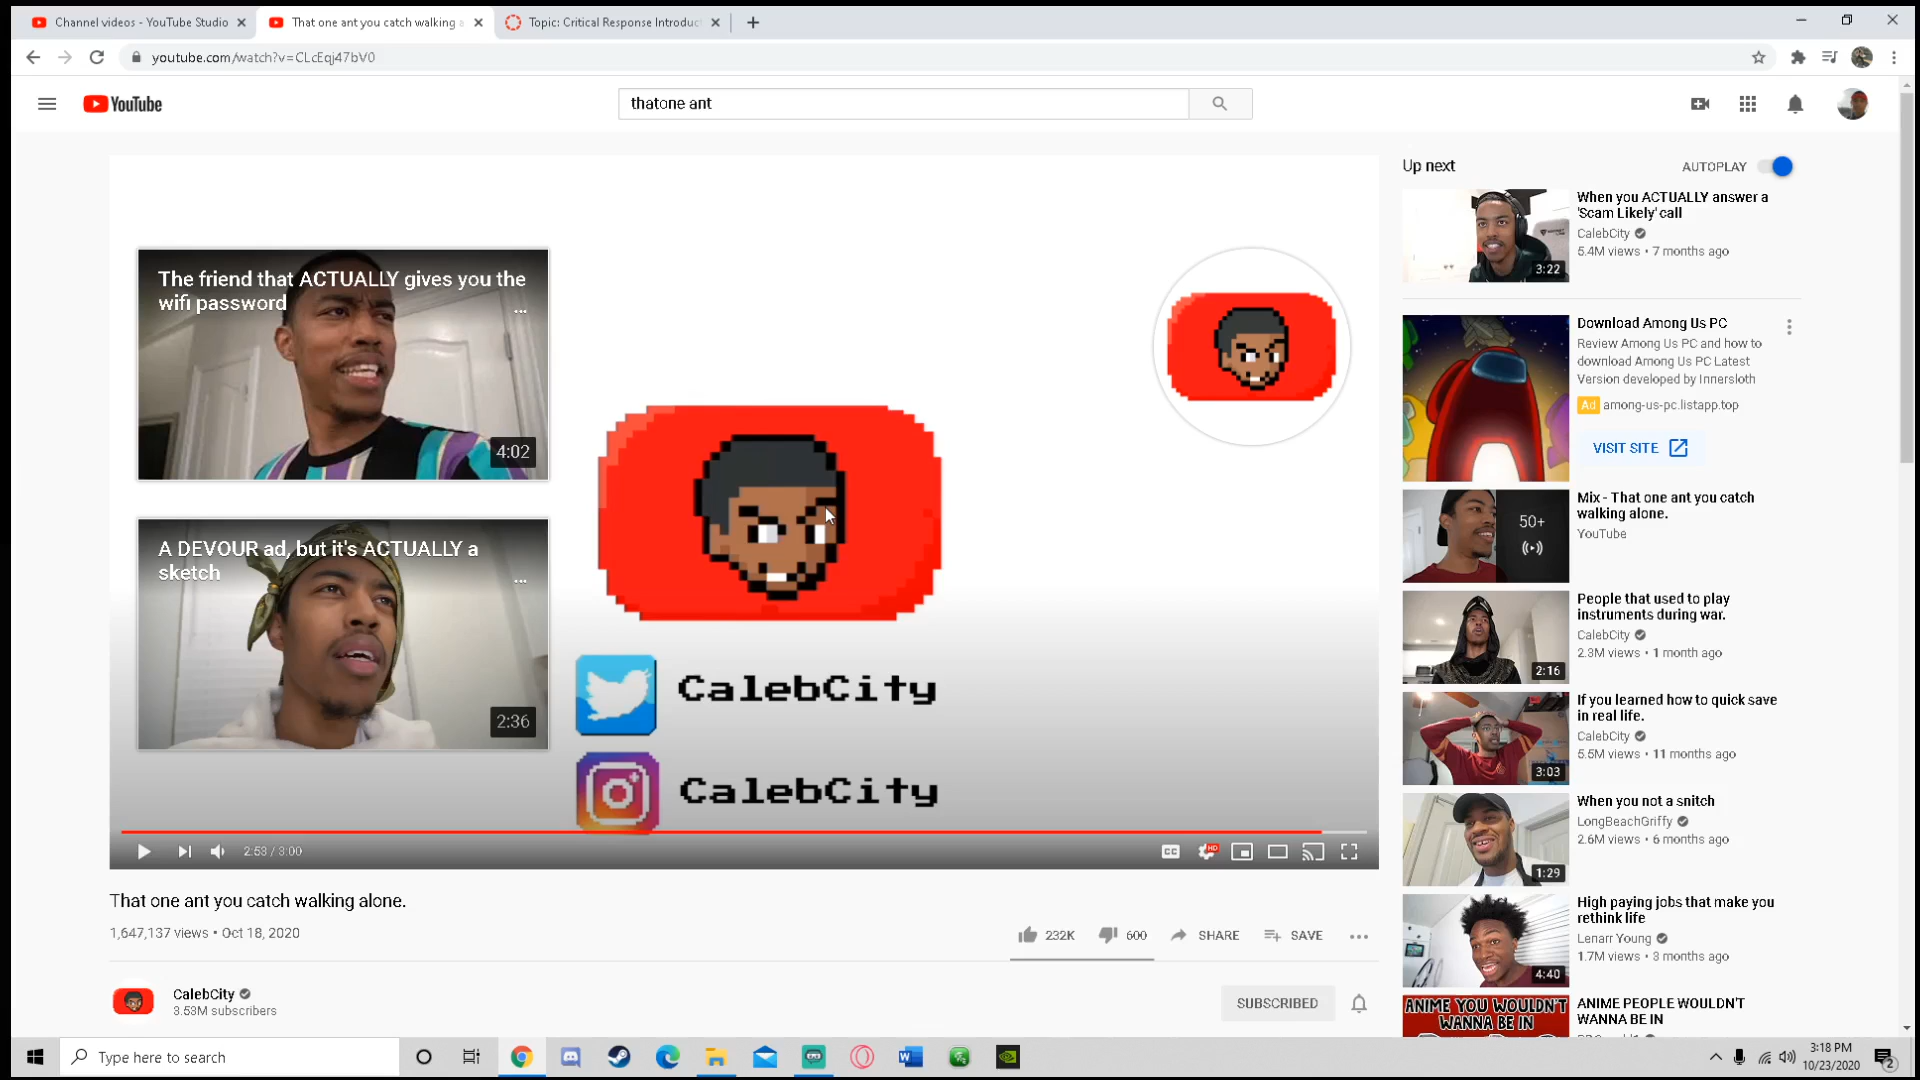 Channel videos - YouTube Studio
That one ant you catch walking a
Topic: Critical Response Introduct
youtube.com/watch?v=CLcEqj47bV0
YouTube
thatone ant
The friend that ACTUALLY gives you the
wifi password
...
4:02
A DEVOUR ad, but it's ACTUALLY a
sketch
...
2:36
CalebCity
CalebCity
2:53 / 3:00
CC
HD
That one ant you catch walking alone.
1,647,137 views • Oct 18, 2020
232K
600
SHARE
SAVE
CalebCity
3.53M subscribers
SUBSCRIBED
Up next
AUTOPLAY
When you ACTUALLY answer a
'Scam Likely' call
CalebCity
5.4M views • 7 months ago
3:22
Download Among Us PC
Review Among Us PC and how to
download Among Us PC Latest
Version developed by Innersloth
Ad among-us-pc.listapp.top
VISIT SITE
Mix - That one ant you catch
walking alone.
YouTube
50+
People that used to play
instruments during war.
CalebCity
2.3M views • 1 month ago
2:16
If you learned how to quick save
in real life.
CalebCity
5.5M views • 11 months ago
3:03
When you not a snitch
LongBeachGriffy
2.6M views • 6 months ago
1:29
High paying jobs that make you
rethink life
Lenarr Young
1.7M views • 3 months ago
4:40
ANIME YOU WOULDN'T
WANNA BE IN
ANIME PEOPLE WOULDN'T
WANNA BE IN
Type here to search
3:18 PM
10/23/2020
2